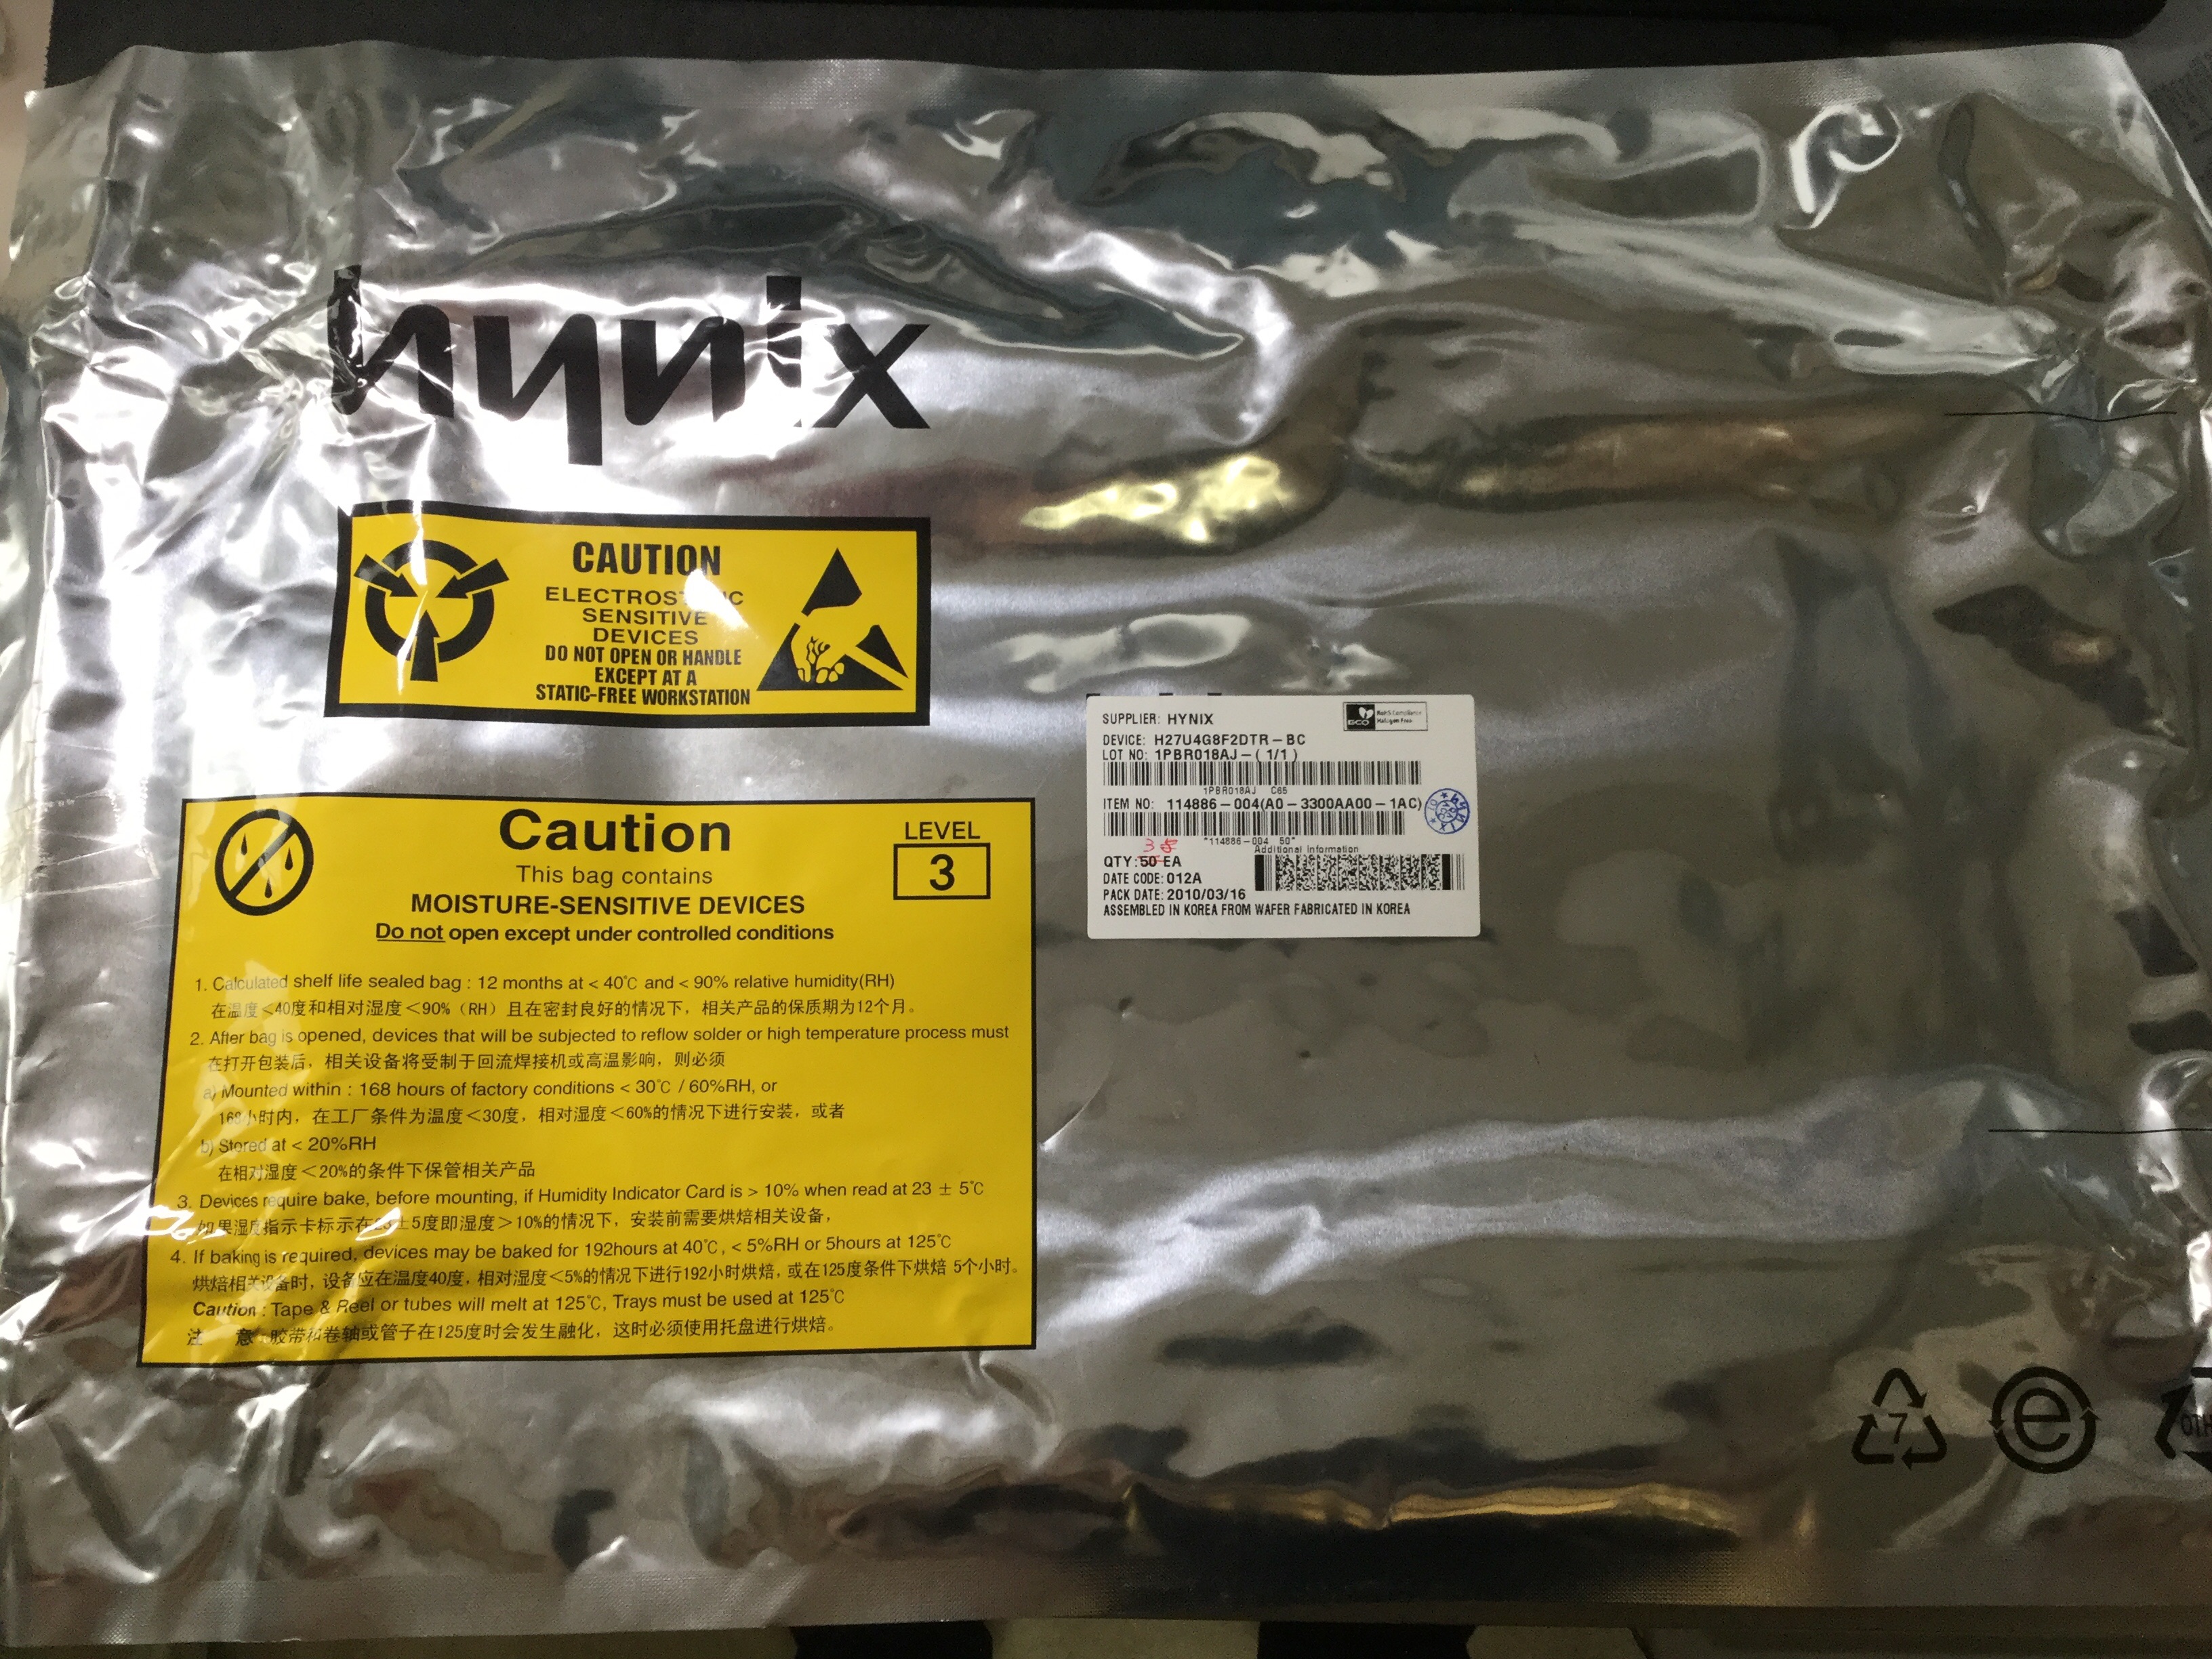 hynix
CAUTION
ELECTROSTATIC
SENSITIVE
DEVICES
DO NOT OPEN OR HANDLE
EXCEPT AT A
STATIC-FREE WORKSTATION
SUPPLIER: HYNIX
ECO
RoHS Compliance
Halogen Free
DEVICE: H27U4G8F2DTR-BC
LOT NO: 1PBR018AJ-(1/1)
1PBR018AJ C65
ITEM NO: 114886-004(A0-3300AA00-1AC)
"114886-004 50"
Additional Information
3
QTY: 50 EA
DATE CODE: 012A
PACK DATE: 2010/03/16
ASSEMBLED IN KOREA FROM WAFER FABRICATED IN KOREA
Caution
LEVEL
3
This bag contains
MOISTURE-SENSITIVE DEVICES
Do not open except under controlled conditions
1. Calculated shelf life sealed bag : 12 months at < 40℃ and < 90% relative humidity(RH)
在温度<40度和相对湿度<90%（RH）且在密封良好的情况下，相关产品的保质期为12个月。
2. After bag is opened, devices that will be subjected to reflow solder or high temperature process must
在打开包装后，相关设备将受制于回流焊接机或高温影响，则必须
a) Mounted within : 168 hours of factory conditions < 30℃ / 60%RH, or
168小时内，在工厂条件为温度<30度，相对湿度<60%的情况下进行安装，或者
b) Stored at < 20%RH
在相对湿度<20%的条件下保管相关产品
3. Devices require bake, before mounting, if Humidity Indicator Card is > 10% when read at 23 ± 5℃
如果湿度指示卡标示在23±5度即湿度>10%的情况下，安装前需要烘焙相关设备，
4. If baking is required, devices may be baked for 192hours at 40℃, < 5%RH or 5hours at 125℃
烘焙相关设备时，设备应在温度40度，相对湿度<5%的情况下进行192小时烘焙，或在125度条件下烘焙 5个小时。
Caution : Tape & Reel or tubes will melt at 125℃, Trays must be used at 125℃
注 意 : 胶带和卷轴或管子在125度时会发生融化，这时必须使用托盘进行烘焙。
7
e